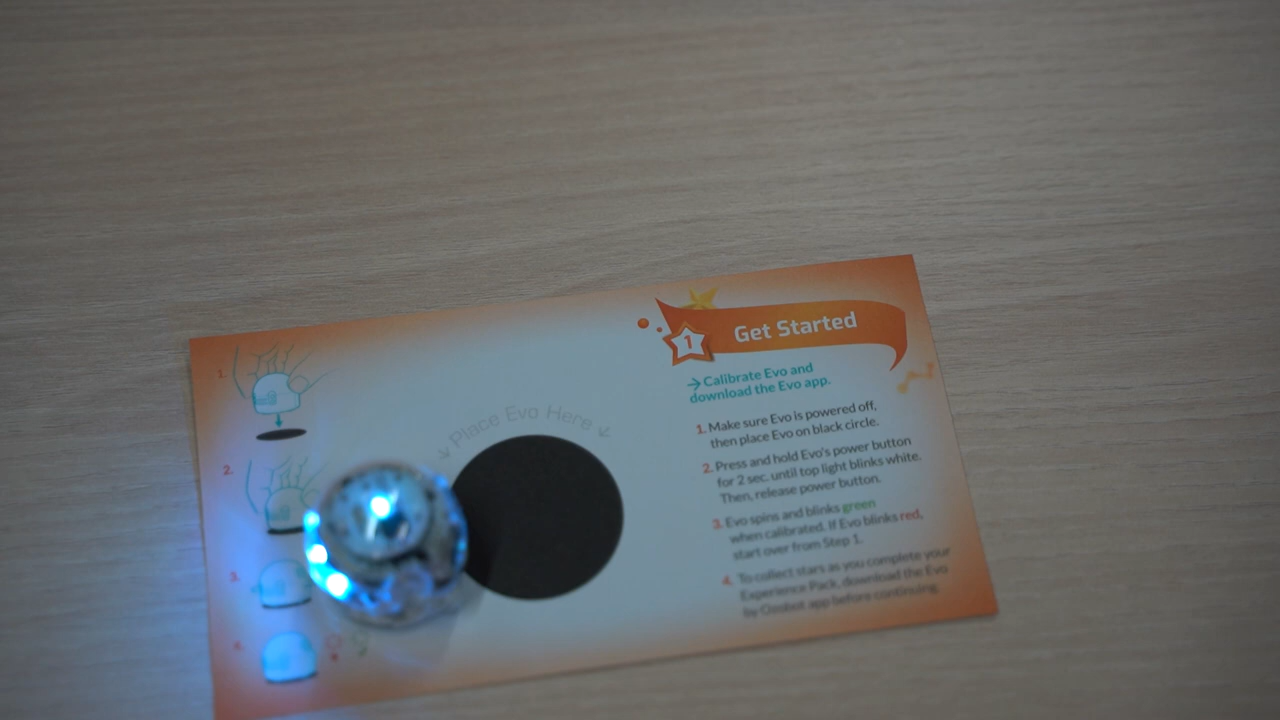 1.
2.
3.
4.
Place Evo Here
1
Get Started
Calibrate Evo and
download the Evo app.
1. Make sure Evo is powered off,
then place Evo on black circle.
2. Press and hold Evo's power button
for 2 sec. until top light blinks white.
Then, release power button.
3. Evo spins and blinks green
when calibrated. If Evo blinks red,
start over from Step 1.
4. To collect stars as you complete your
Experience Pack, download the Evo
by Ozobot app before continuing.